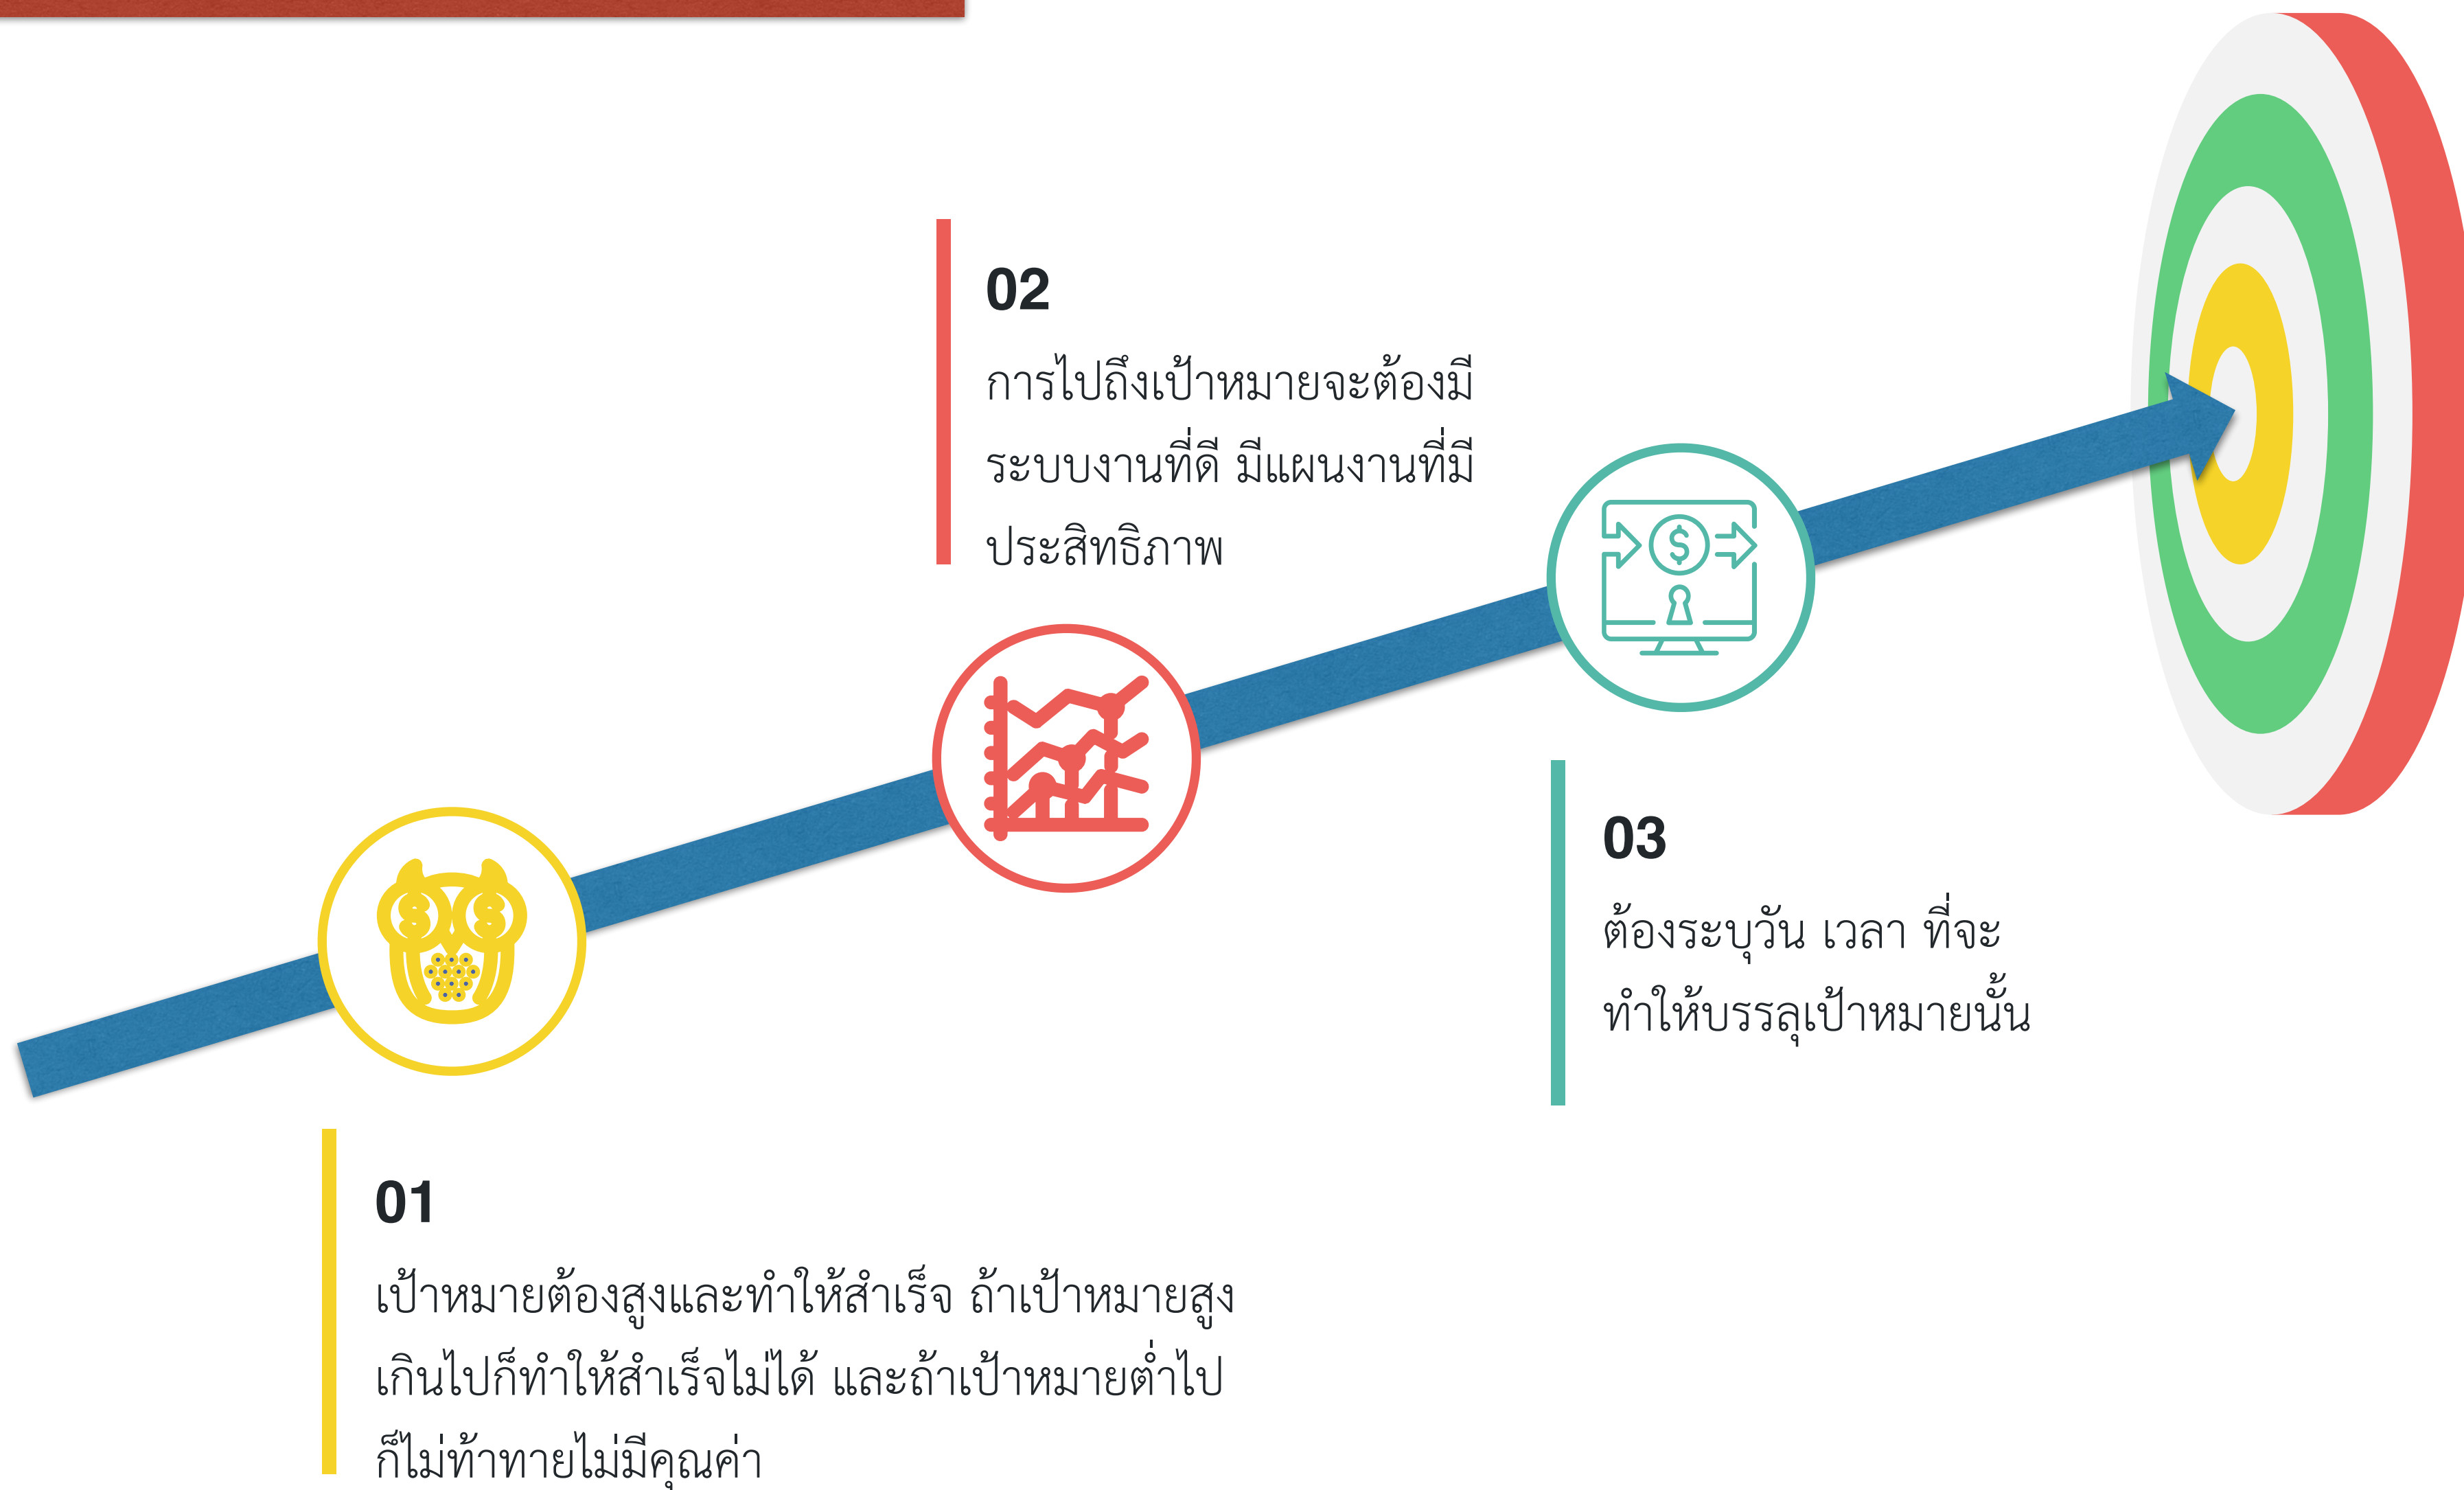 02
การไปถึงเป้าหมายจะต้องมี
ระบบงานที่ดี มีแผนงานที่มี
ประสิทธิภาพ
03
ต้องระบุวัน เวลา ที่จะ
ทำให้บรรลุเป้าหมายนั้น
01
เป้าหมายต้องสูงและทำให้สำเร็จ ถ้าเป้าหมายสูง
เกินไปก็ทำให้สำเร็จไม่ได้ และถ้าเป้าหมายต่ำไป
ก็ไม่ท้าทายไม่มีคุณค่า